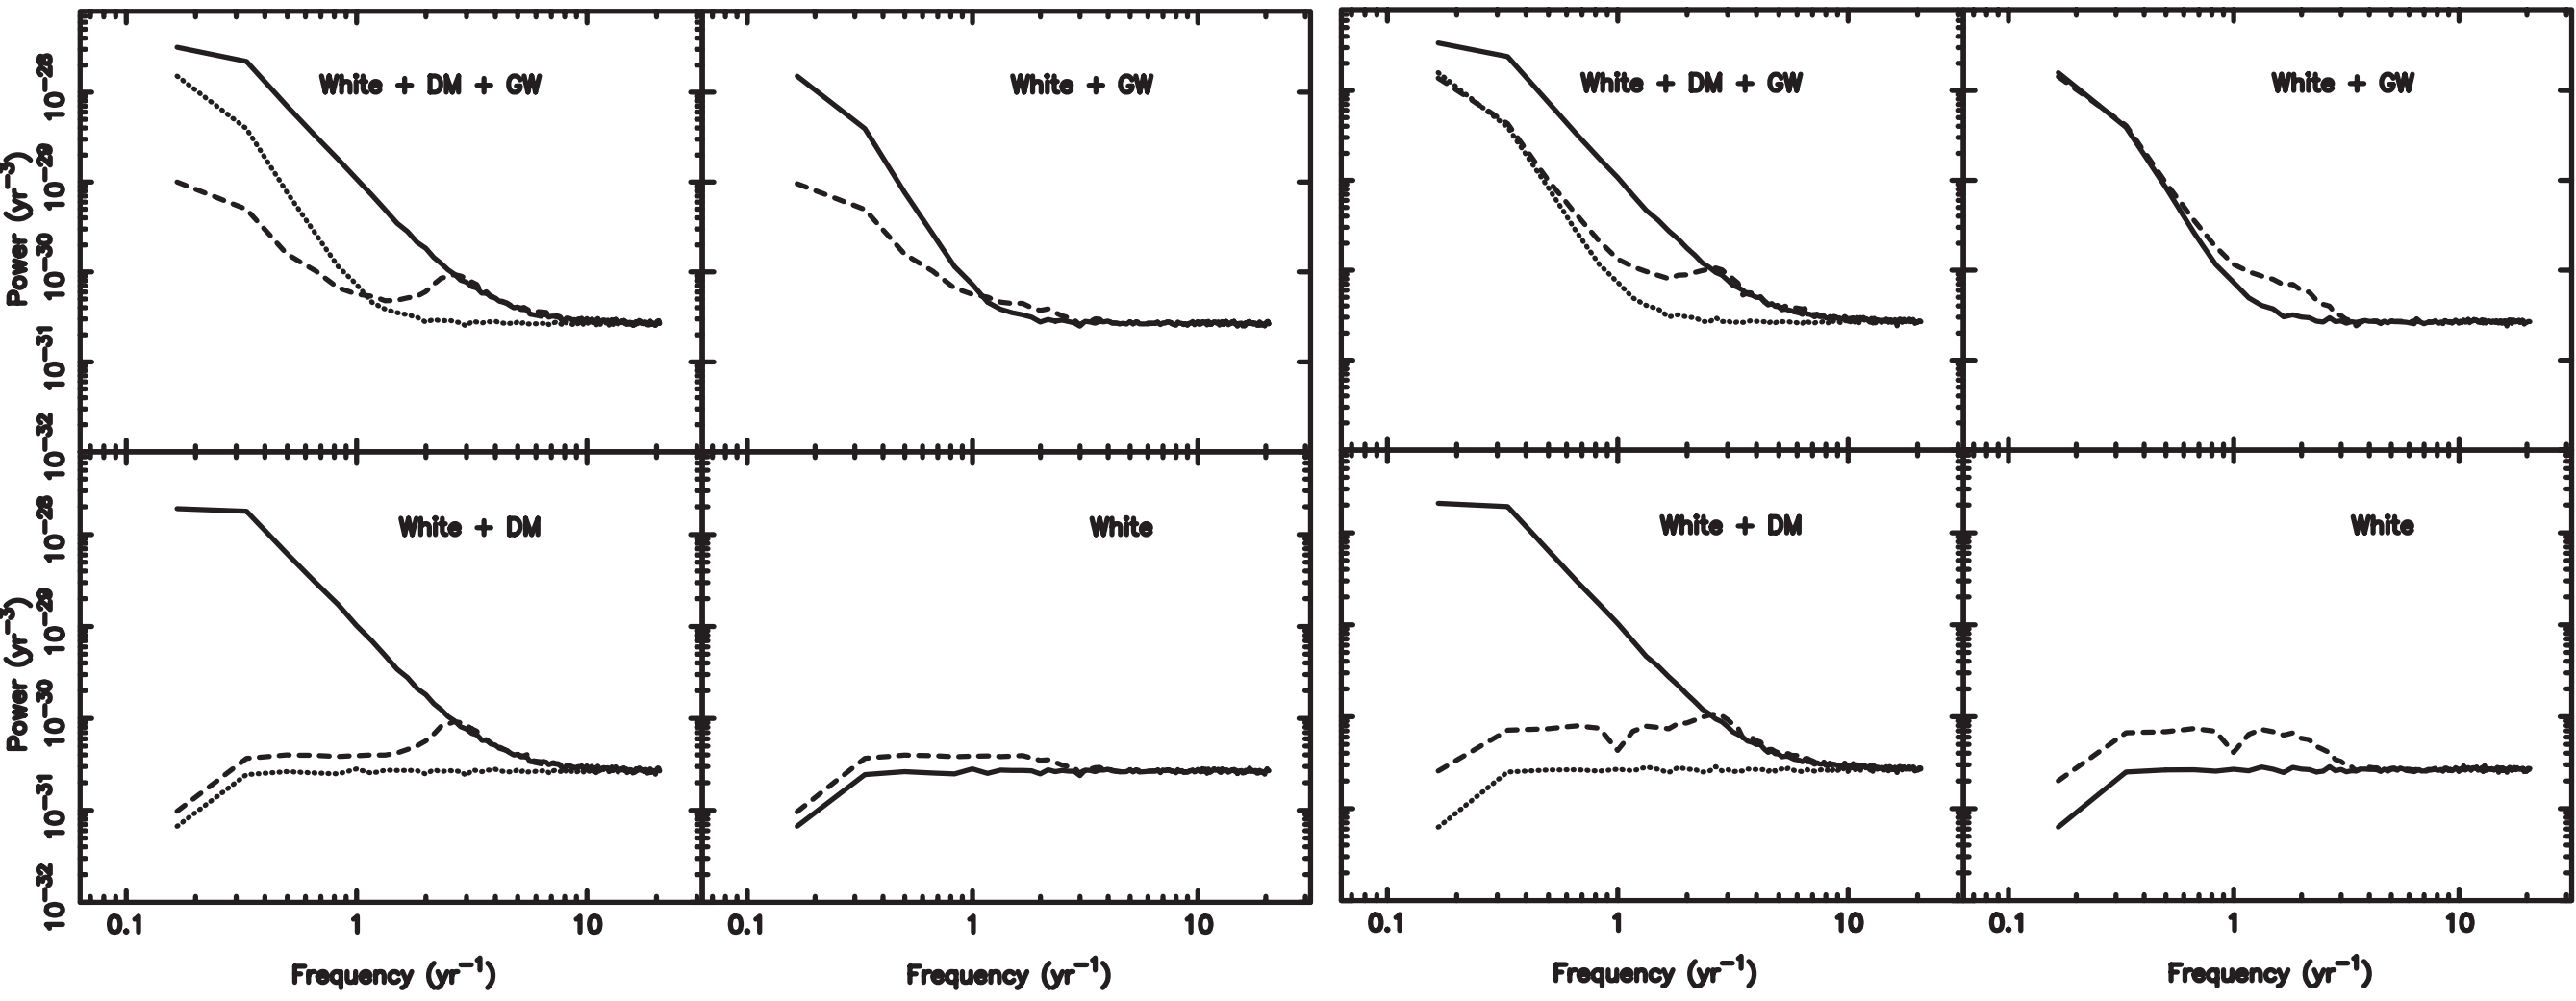 White + DM + GW
White + GW
White + DM + GW
White + GW
Power (yr−3)
10−28
10−29
10−30
10−31
10−32
White + DM
White
White + DM
White
Power (yr−3)
10−28
10−29
10−30
10−31
10−32
0.1 1 10 0.1 1 10 0.1 1 10 0.1 1 10
Frequency (yr−1) Frequency (yr−1) Frequency (yr−1) Frequency (yr−1)